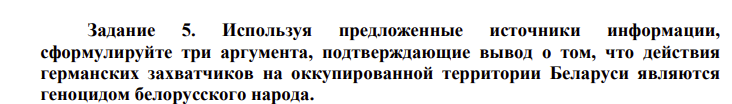 Задание 5. Используя предложенные источники информации,
сформулируйте три аргумента, подтверждающие вывод о том, что действия
германских захватчиков на оккупированной территории Беларуси являются
геноцидом белорусского народа.